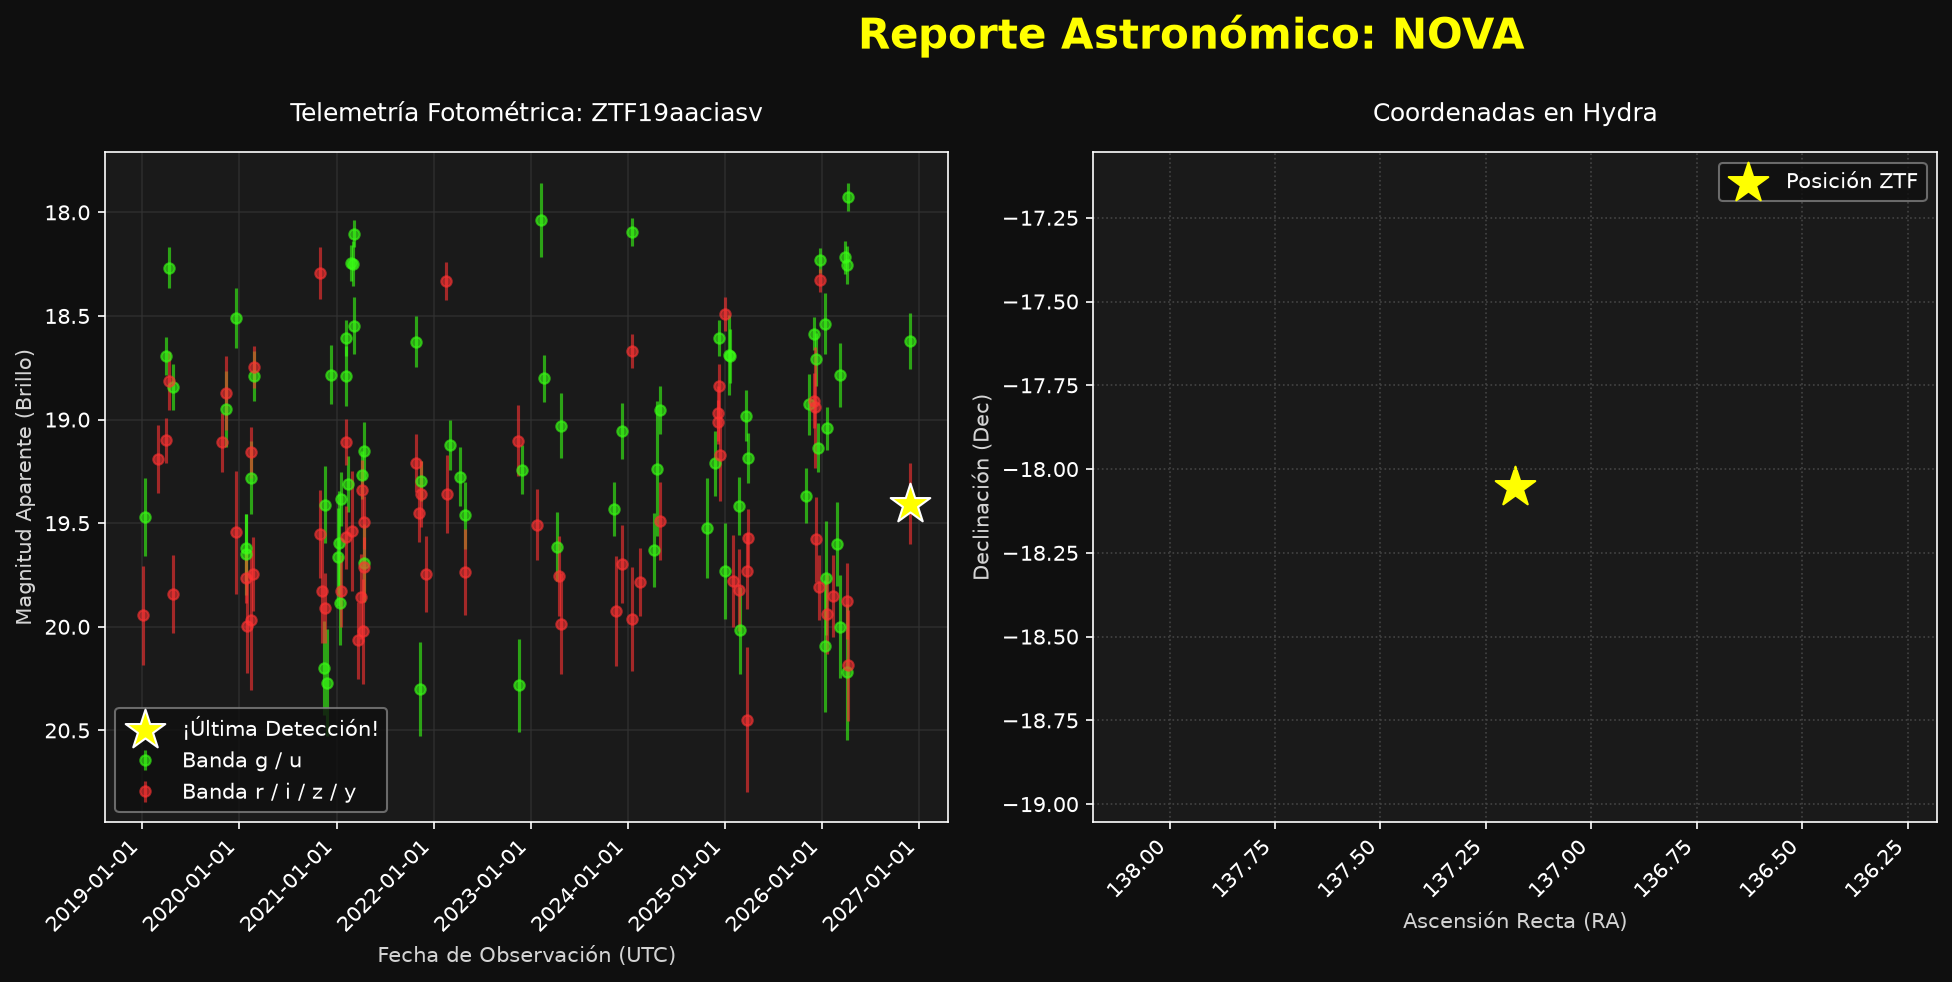 Reporte Astronómico: NOVA
Telemetría Fotométrica: ZTF19aaciasv
Magnitud Aparente (Brillo)
18.0
18.5
19.0
19.5
20.0
20.5
¡Última Detección!
Banda g / u
Banda r / i / z / y
2019-01-01
2020-01-01
2021-01-01
2022-01-01
2023-01-01
2024-01-01
2025-01-01
2026-01-01
2027-01-01
Fecha de Observación (UTC)
Coordenadas en Hydra
Posición ZTF
Declinación (Dec)
−17.25
−17.50
−17.75
−18.00
−18.25
−18.50
−18.75
−19.00
138.00
137.75
137.50
137.25
137.00
136.75
136.50
136.25
Ascensión Recta (RA)